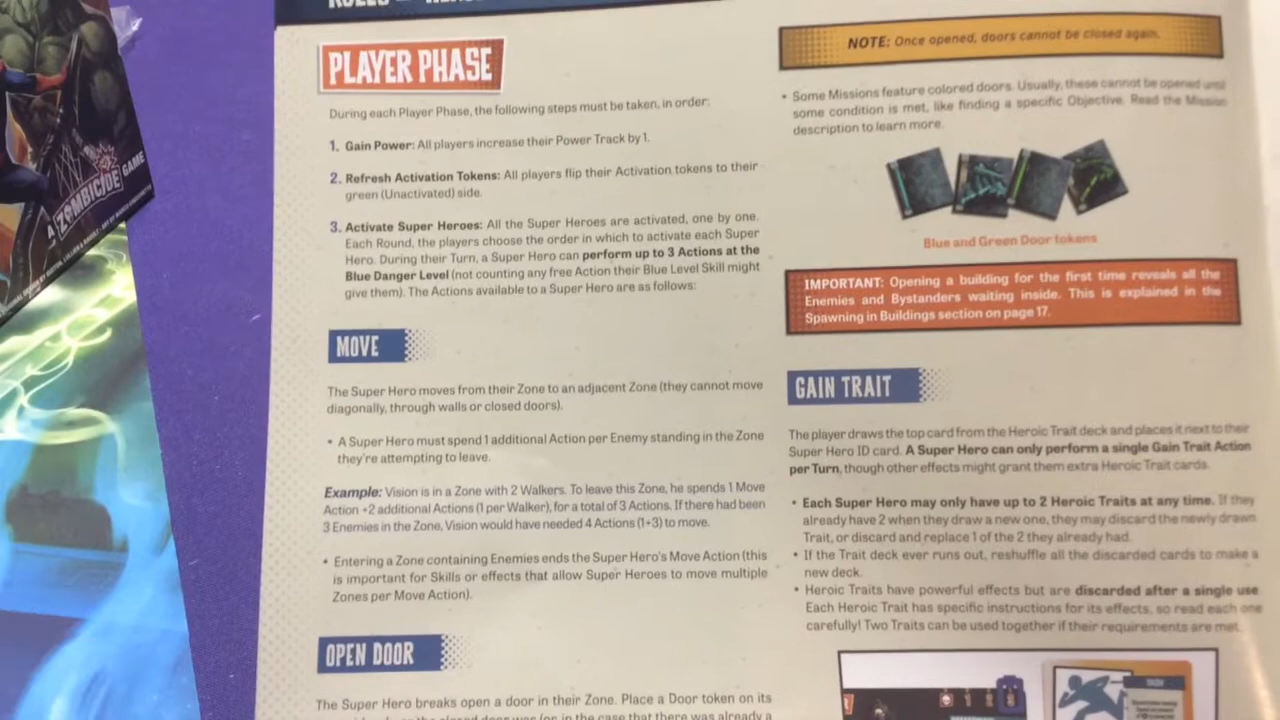 PLAYER PHASE
During each Player Phase, the following steps must be taken, in order:
1. Gain Power: All players increase their Power Track by 1.
2. Refresh Activation Tokens: All players flip their Activation tokens to their
green (Unactivated) side.
3. Activate Super Heroes: All the Super Heroes are activated, one by one.
Each Round, the players choose the order in which to activate each Super
Hero. During their Turn, a Super Hero can perform up to 3 Actions at the
Blue Danger Level (not counting any free Action their Blue Level Skill might
give them). The Actions available to a Super Hero are as follows:
MOVE
The Super Hero moves from their Zone to an adjacent Zone (they cannot move
diagonally, through walls or closed doors).
• A Super Hero must spend 1 additional Action per Enemy standing in the Zone
they're attempting to leave.
Example: Vision is in a Zone with 2 Walkers. To leave this Zone, he spends 1 Move
Action +2 additional Actions (1 per Walker), for a total of 3 Actions. If there had been
3 Enemies in the Zone, Vision would have needed 4 Actions (1+3) to move.
• Entering a Zone containing Enemies ends the Super Hero's Move Action (this
is important for Skills or effects that allow Super Heroes to move multiple
Zones per Move Action).
OPEN DOOR
The Super Hero breaks open a door in their Zone. Place a Door token on its
(or in the case that there was already a
NOTE: Once opened, doors cannot be closed again.
• Some Missions feature colored doors. Usually, these cannot be opened until
some condition is met, like finding a specific Objective. Read the Mission
description to learn more.
Blue and Green Door tokens
IMPORTANT: Opening a building for the first time reveals all the
Enemies and Bystanders waiting inside. This is explained in the
Spawning in Buildings section on page 17.
GAIN TRAIT
The player draws the top card from the Heroic Trait deck and places it next to their
Super Hero ID card. A Super Hero can only perform a single Gain Trait Action
per Turn, though other effects might grant them extra Heroic Trait cards.
• Each Super Hero may only have up to 2 Heroic Traits at any time. If they
already have 2 when they draw a new one, they may discard the newly drawn
Trait, or discard and replace 1 of the 2 they already had.
• If the Trait deck ever runs out, reshuffle all the discarded cards to make a
new deck.
• Heroic Traits have powerful effects but are discarded after a single use.
Each Heroic Trait has specific instructions for its effects, so read each one
carefully! Two Traits can be used together if their requirements are met.
A ZOMBICIDE GAME